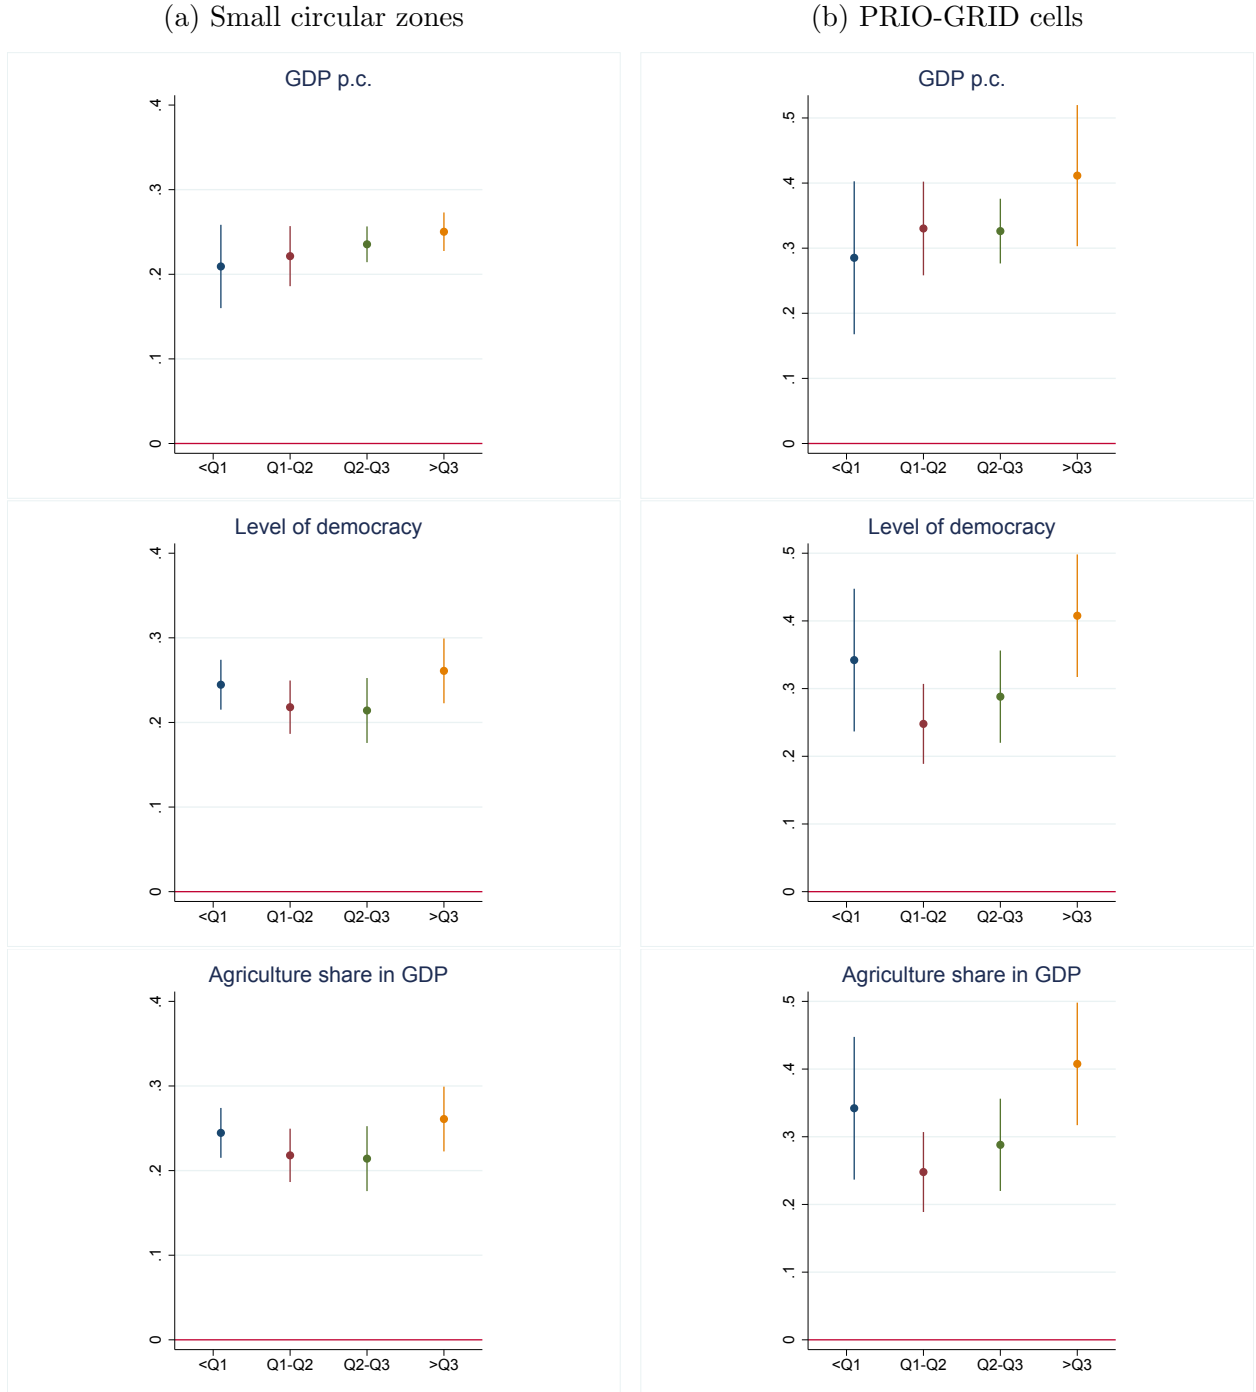 (a) Small circular zones
(b) PRIO-GRID cells
GDP p.c.
.4
.3
.2
.1
0
<Q1 Q1-Q2 Q2-Q3 >Q3
GDP p.c.
.5
.4
.3
.2
.1
0
<Q1 Q1-Q2 Q2-Q3 >Q3
Level of democracy
.4
.3
.2
.1
0
<Q1 Q1-Q2 Q2-Q3 >Q3
Level of democracy
.5
.4
.3
.2
.1
0
<Q1 Q1-Q2 Q2-Q3 >Q3
Agriculture share in GDP
.4
.3
.2
.1
0
<Q1 Q1-Q2 Q2-Q3 >Q3
Agriculture share in GDP
.5
.4
.3
.2
.1
0
<Q1 Q1-Q2 Q2-Q3 >Q3